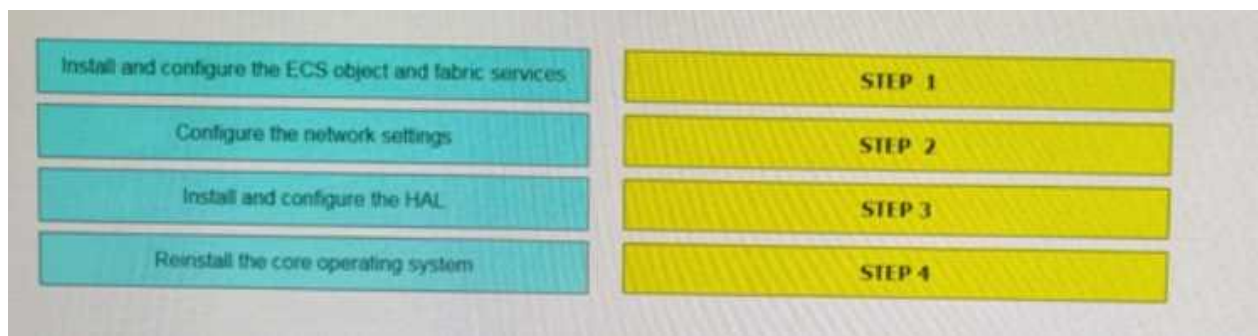 Install and configure the ECS object and fabric services
STEP 1
Configure the network settings
STEP 2
Install and configure the HAL
STEP 3
Reinstall the core operating system
STEP 4